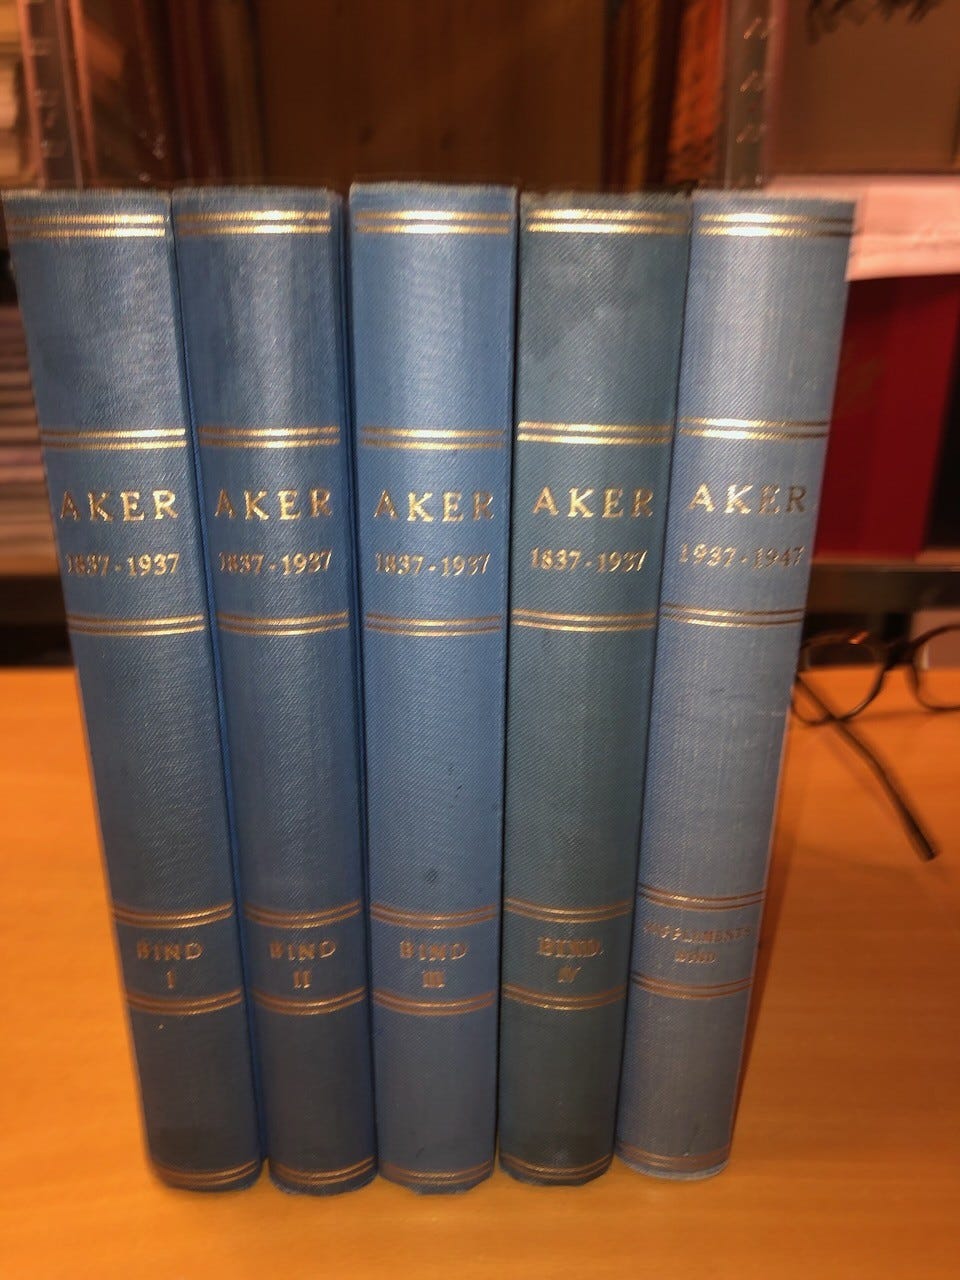 AKER
1837-1937
BIND
I
AKER
1837-1937
BIND
II
AKER
1837-1937
BIND
III
AKER
1837-1937
BIND
IV
AKER
1937-1947